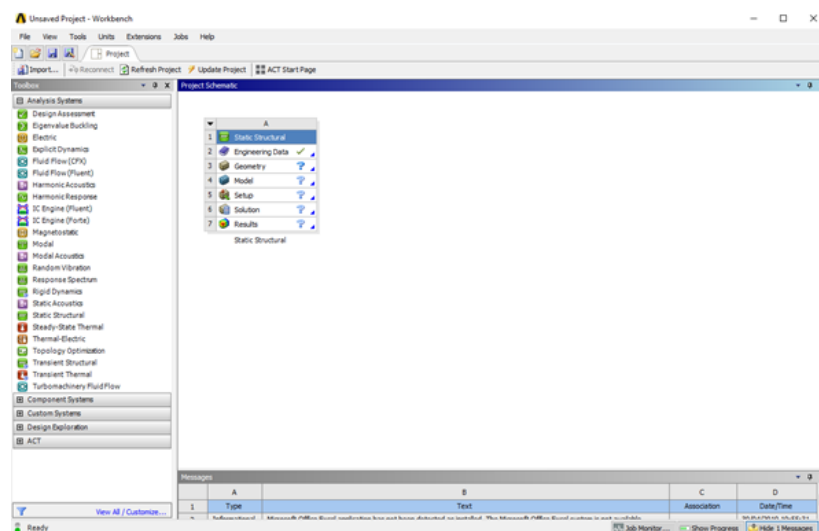 Unsaved Project - Workbench
File View Tools Units Extensions Jobs Help
Project
Import... Reconnect Refresh Project Update Project ACT Start Page
Toolbox
Project Schematic
Analysis Systems
Design Assessment
Eigenvalue Buckling
Electric
Explicit Dynamics
Fluid Flow (CFX)
Fluid Flow (Fluent)
Harmonic Acoustics
Harmonic Response
IC Engine (Fluent)
IC Engine (Forte)
Magnetostatic
Modal
Modal Acoustics
Random Vibration
Response Spectrum
Rigid Dynamics
Static Acoustics
Static Structural
Steady-State Thermal
Thermal-Electric
Topology Optimization
Transient Structural
Transient Thermal
Turbomachinery Fluid Flow
Component Systems
Custom Systems
Design Exploration
ACT
View All / Customize...
A
1 Static Structural
2 Engineering Data
3 Geometry
4 Model
5 Setup
6 Solution
7 Results
Static Structural
Messages
A B C D
1 Type Text Association Date/Time
Ready
Job Monitor... Show Progress Hide 1 Messages